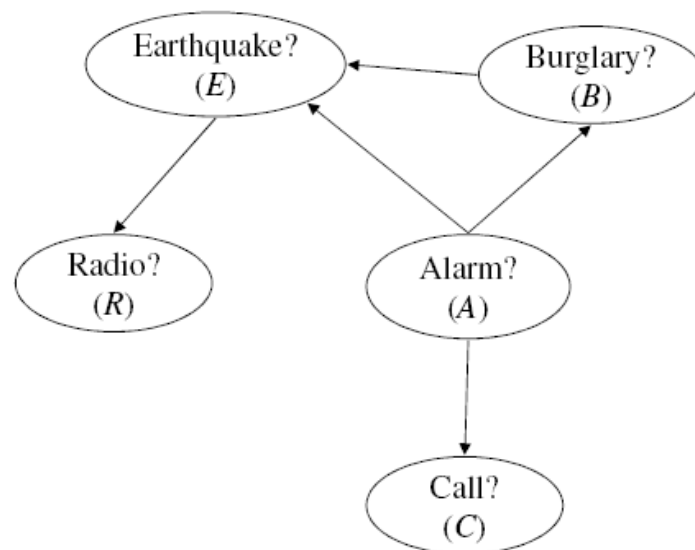 Earthquake?
(E)
Burglary?
(B)
Radio?
(R)
Alarm?
(A)
Call?
(C)